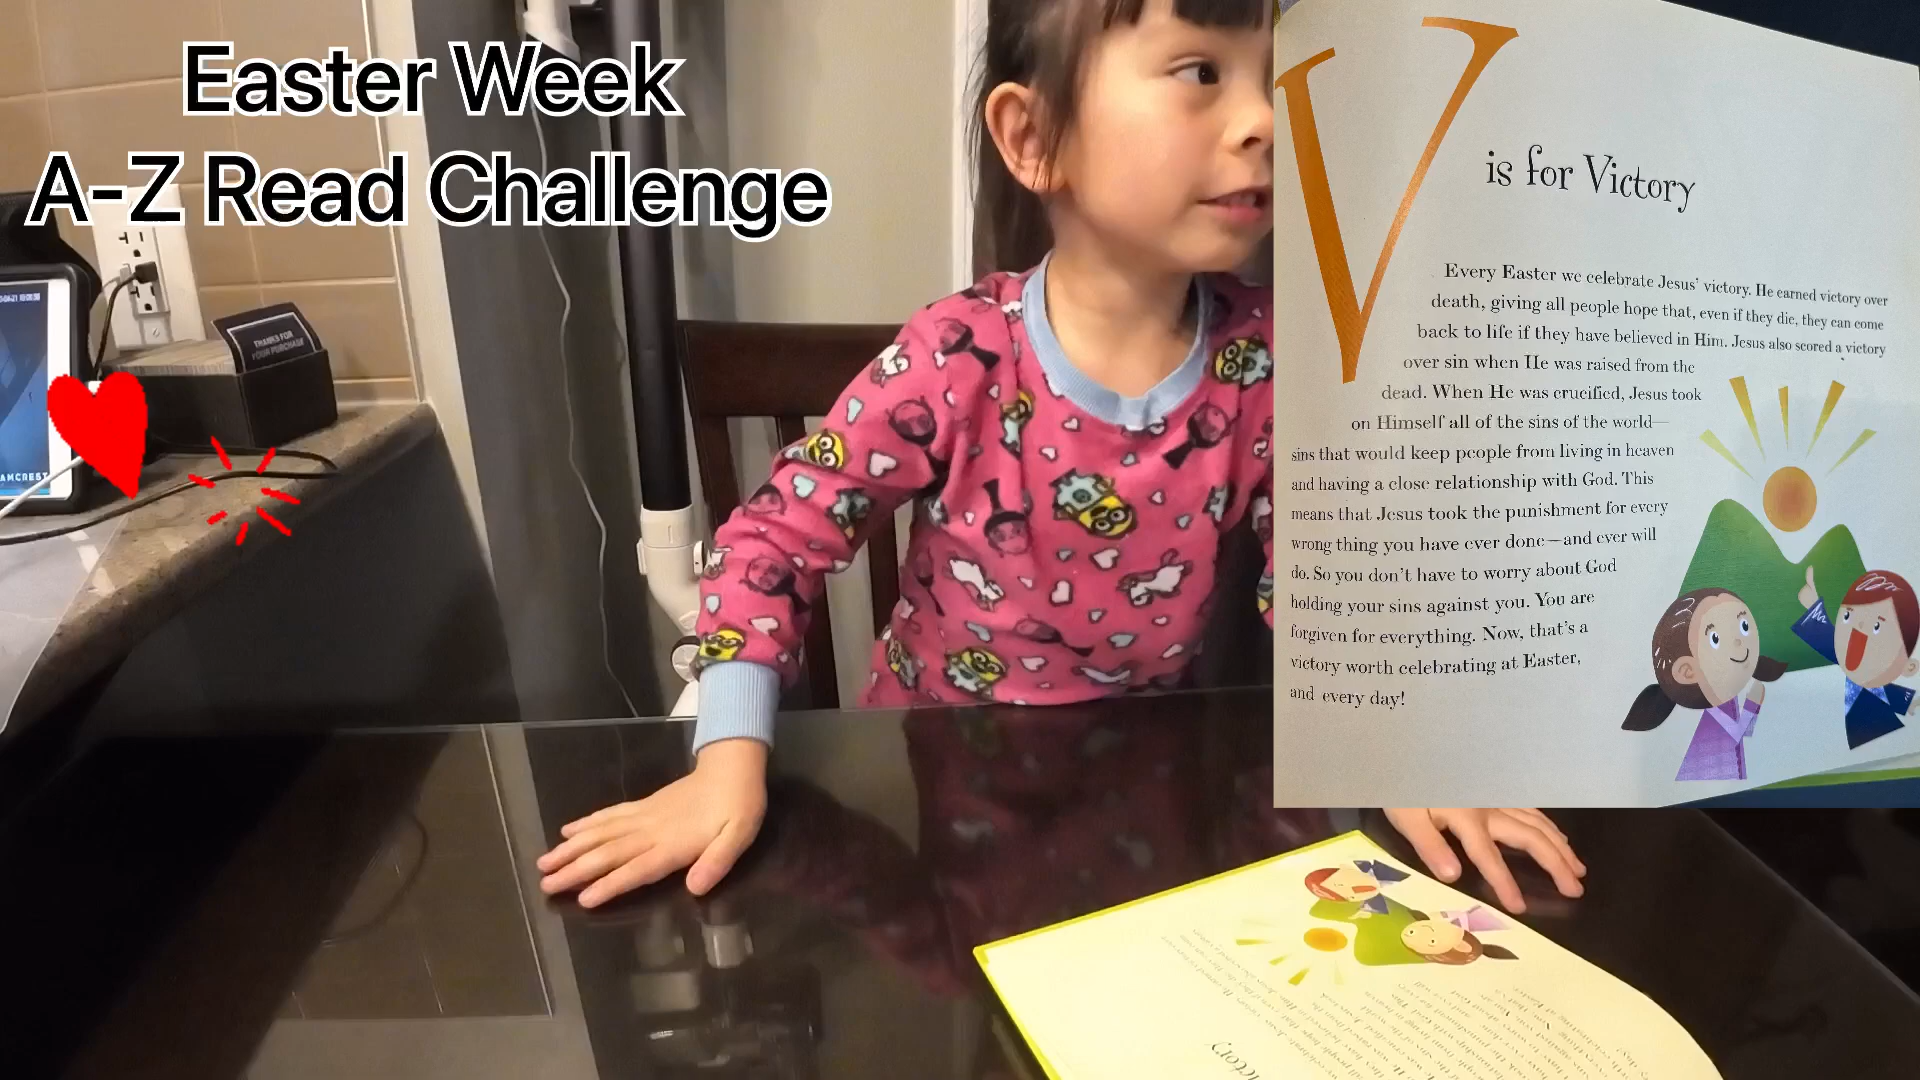 Easter Week
A-Z Read Challenge
THANKS FOR
YOUR PURCHASE
AMCREST
V
is for Victory
Every Easter we celebrate Jesus' victory. He earned victory over
death, giving all people hope that, even if they die, they can come
back to life if they have believed in Him. Jesus also scored a victory
over sin when He was raised from the
dead. When He was crucified, Jesus took
on Himself all of the sins of the world—
sins that would keep people from living in heaven
and having a close relationship with God. This
means that Jesus took the punishment for every
wrong thing you have ever done—and ever will
do. So you don't have to worry about God
holding your sins against you. You are
forgiven for everything. Now, that's a
victory worth celebrating at Easter,
and every day!